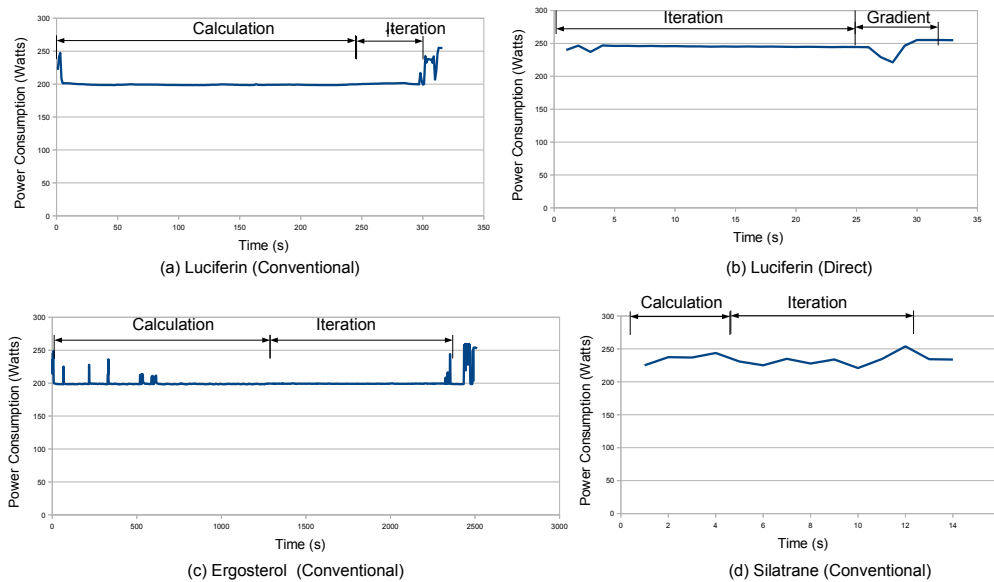 Calculation
Iteration
Power Consumption (Watts)
300
250
200
150
100
50
0
0
50
100
150
200
250
300
35
Time (s)
(a) Luciferin (Conventional)
Iteration
Gradient
Power Consumption (Watts)
300
250
200
150
100
50
0
0
5
10
15
20
25
30
35
Time (s)
(b) Luciferin (Direct)
Calculation
Iteration
Power Consumption (Watts)
300
250
200
150
100
50
0
0
500
1000
1500
2000
2500
3000
Time (s)
(c) Ergosterol (Conventional)
Calculation
Iteration
Power Consumption (Watts)
300
250
200
150
100
50
0
0
2
4
6
8
10
12
14
Time (s)
(d) Silatrane (Conventional)